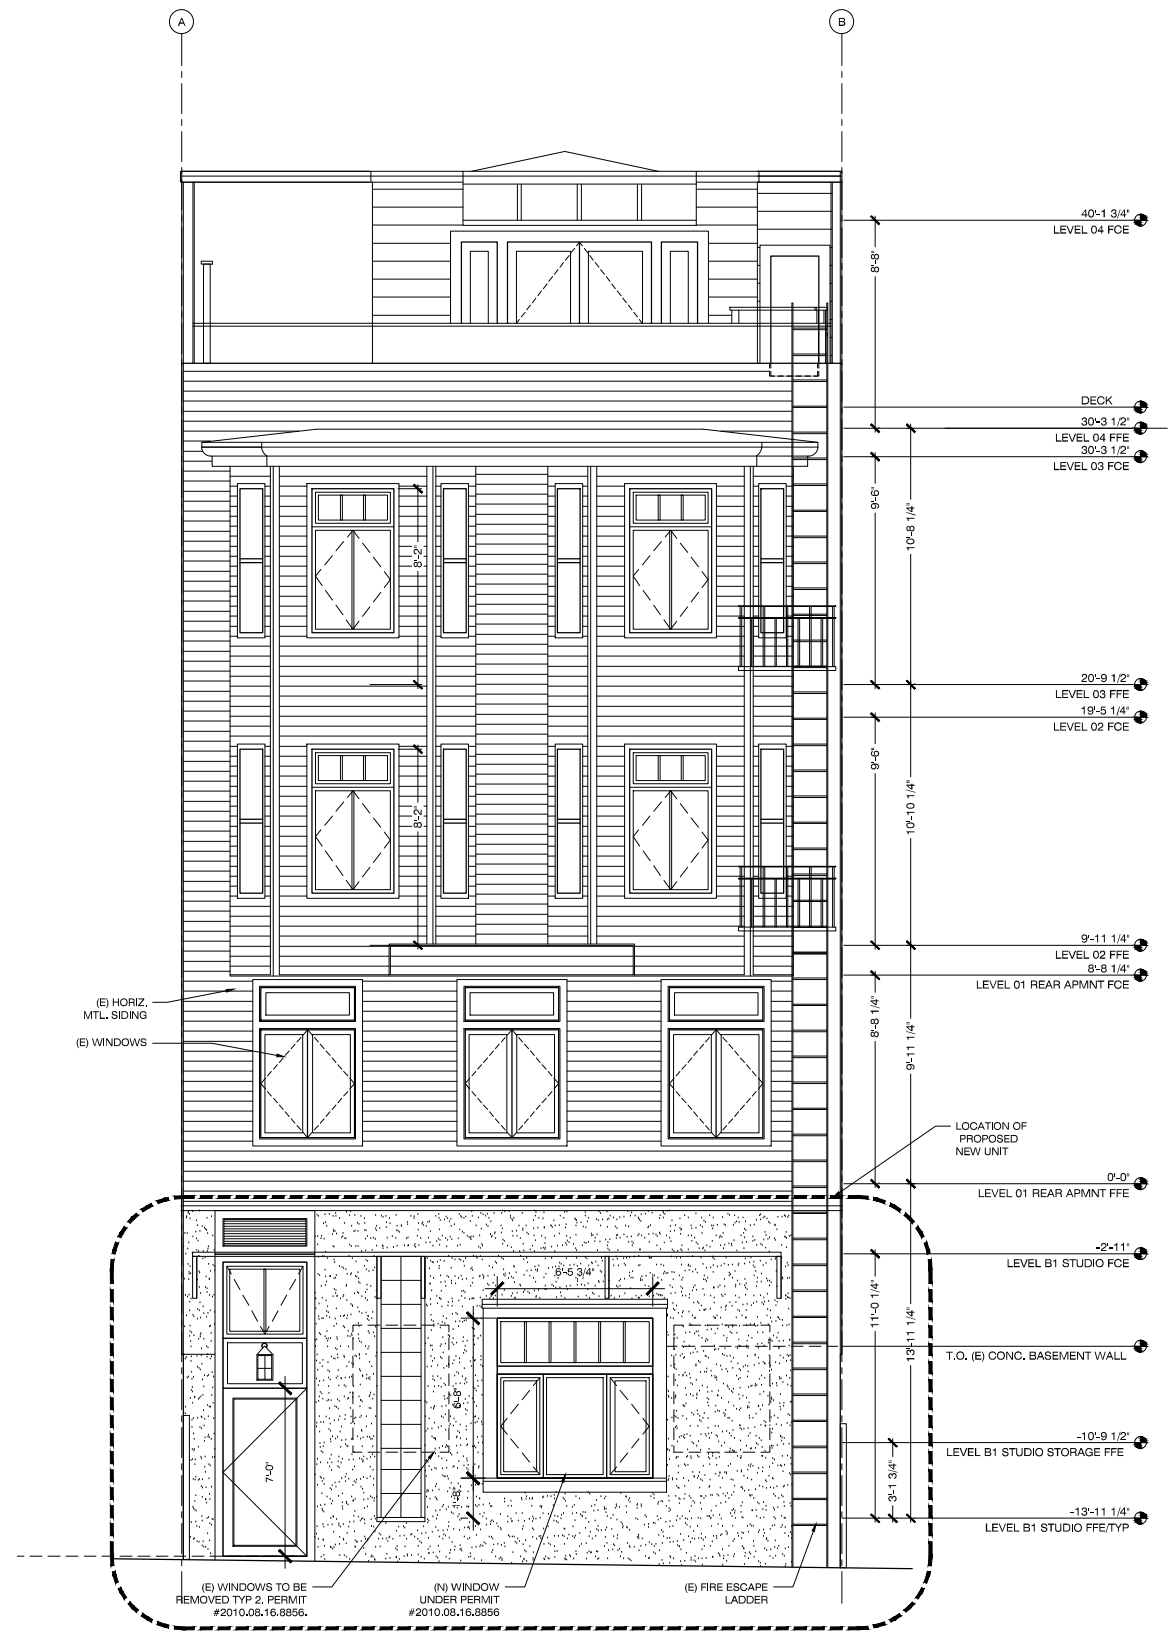 A
B
40'-1 3/4"
LEVEL 04 FCE
8'-8"
DECK
30'-3 1/2"
LEVEL 04 FFE
30'-3 1/2"
LEVEL 03 FCE
9'-6"
10'-8 1/4"
8'-2"
20'-9 1/2"
LEVEL 03 FFE
19'-5 1/4"
LEVEL 02 FCE
9'-6"
10'-10 1/4"
8'-2"
9'-11 1/4"
LEVEL 02 FFE
8'-8 1/4"
LEVEL 01 REAR APMNT FCE
(E) HORIZ.
MTL. SIDING
(E) WINDOWS
8'-8 1/4"
9'-11 1/4"
LOCATION OF
PROPOSED
NEW UNIT
0'-0"
LEVEL 01 REAR APMNT FFE
-2'-11"
LEVEL B1 STUDIO FCE
6'-5 3/4"
11'-0 1/4"
13'-11 1/4"
T.O. (E) CONC. BASEMENT WALL
6'-8"
-10'-9 1/2"
LEVEL B1 STUDIO STORAGE FFE
7'-0"
1'-8"
3'-1 3/4"
-13'-11 1/4"
LEVEL B1 STUDIO FFE/TYP
(E) WINDOWS TO BE
REMOVED TYP 2. PERMIT
#2010.08.16.8856.
(N) WINDOW
UNDER PERMIT
#2010.08.16.8856
(E) FIRE ESCAPE
LADDER